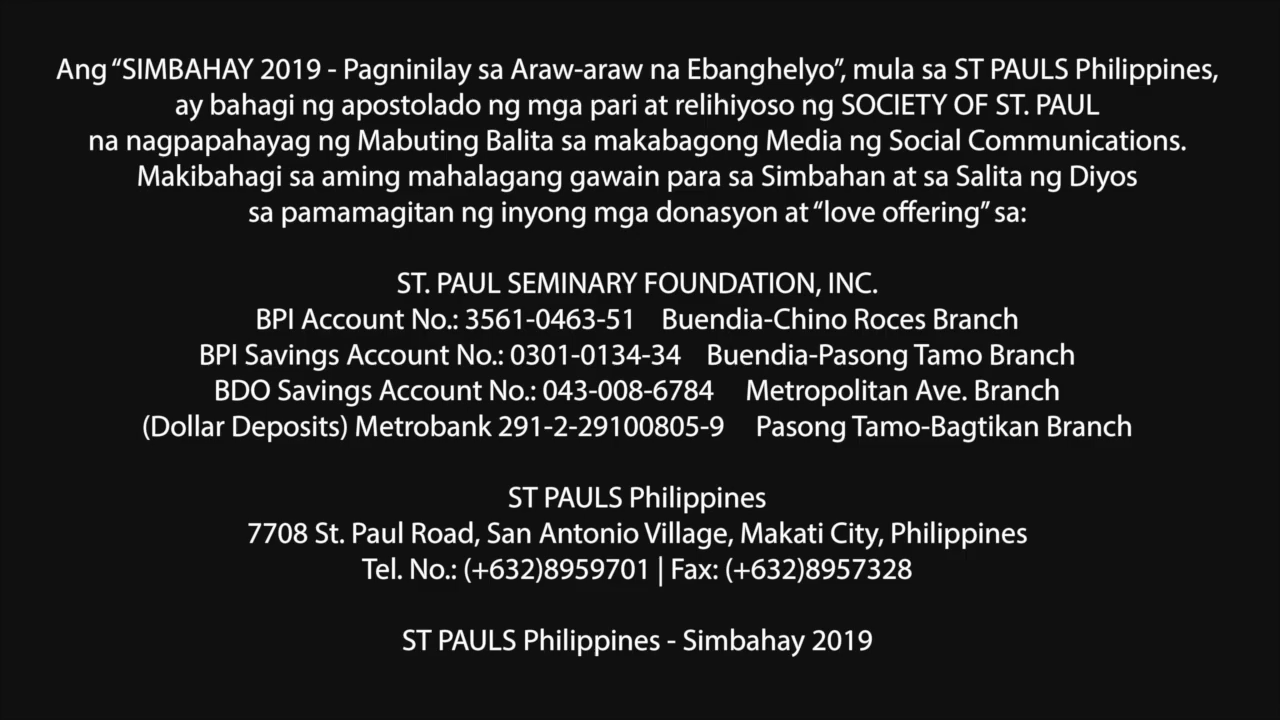 Ang “SIMBAHAY 2019 - Pagninilay sa Araw-araw na Ebanghelyo”, mula sa ST PAULS Philippines,
ay bahagi ng apostolado ng mga pari at relihiyoso ng SOCIETY OF ST. PAUL
na nagpapahayag ng Mabuting Balita sa makabagong Media ng Social Communications.
Makibahagi sa aming mahalagang gawain para sa Simbahan at sa Salita ng Diyos
sa pamamagitan ng inyong mga donasyon at “love offering” sa:
ST. PAUL SEMINARY FOUNDATION, INC.
BPI Account No.: 3561-0463-51 Buendia-Chino Roces Branch
BPI Savings Account No.: 0301-0134-34 Buendia-Pasong Tamo Branch
BDO Savings Account No.: 043-008-6784 Metropolitan Ave. Branch
(Dollar Deposits) Metrobank 291-2-29100805-9 Pasong Tamo-Bagtikan Branch
ST PAULS Philippines
7708 St. Paul Road, San Antonio Village, Makati City, Philippines
Tel. No.: (+632)8959701 | Fax: (+632)8957328
ST PAULS Philippines - Simbahay 2019